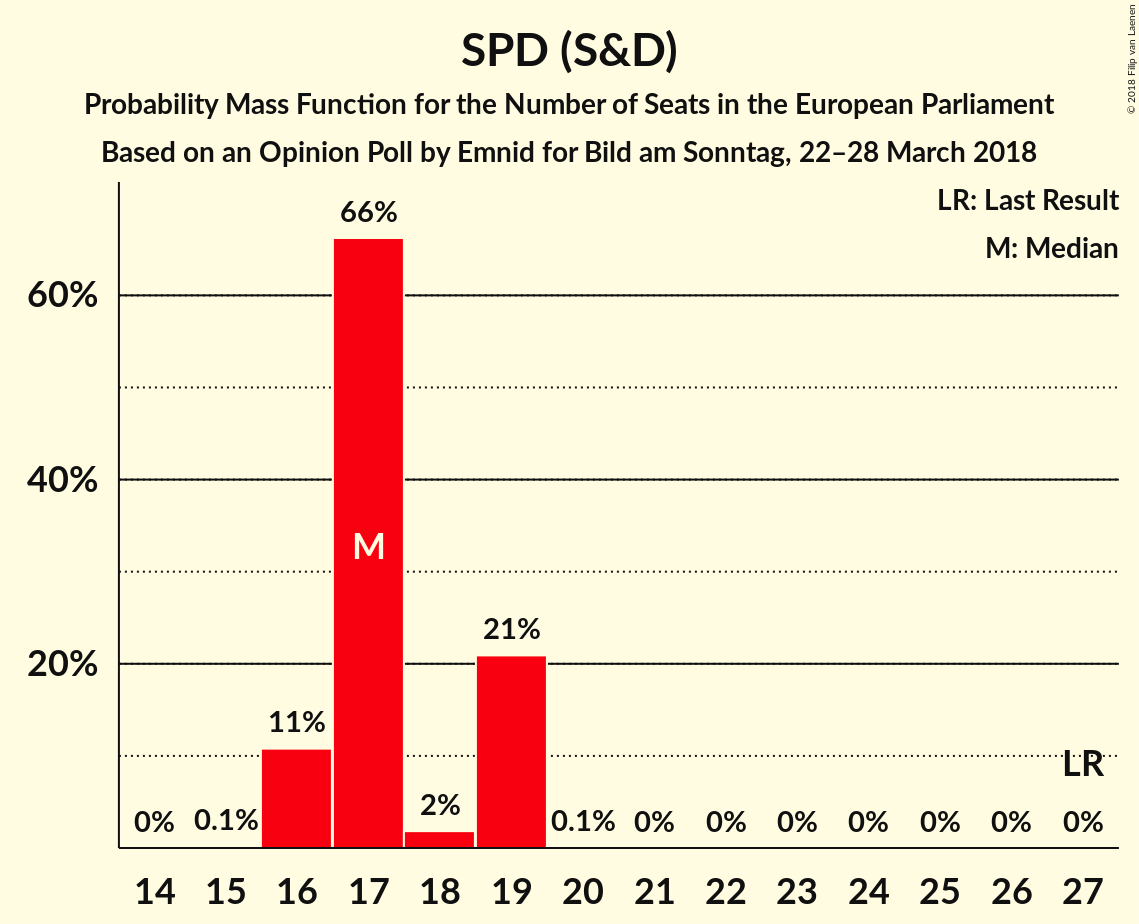 SPD (S&D)
Probability Mass Function for the Number of Seats in the European Parliament
Based on an Opinion Poll by Emnid for Bild am Sonntag, 22–28 March 2018
© 2018 Filip van Laenen
LR: Last Result
M: Median
66%
60%
40%
M
21%
20%
11%
LR
2%
0% 0.1% 0.1% 0% 0% 0% 0% 0% 0% 0%
14 15 16 17 18 19 20 21 22 23 24 25 26 27